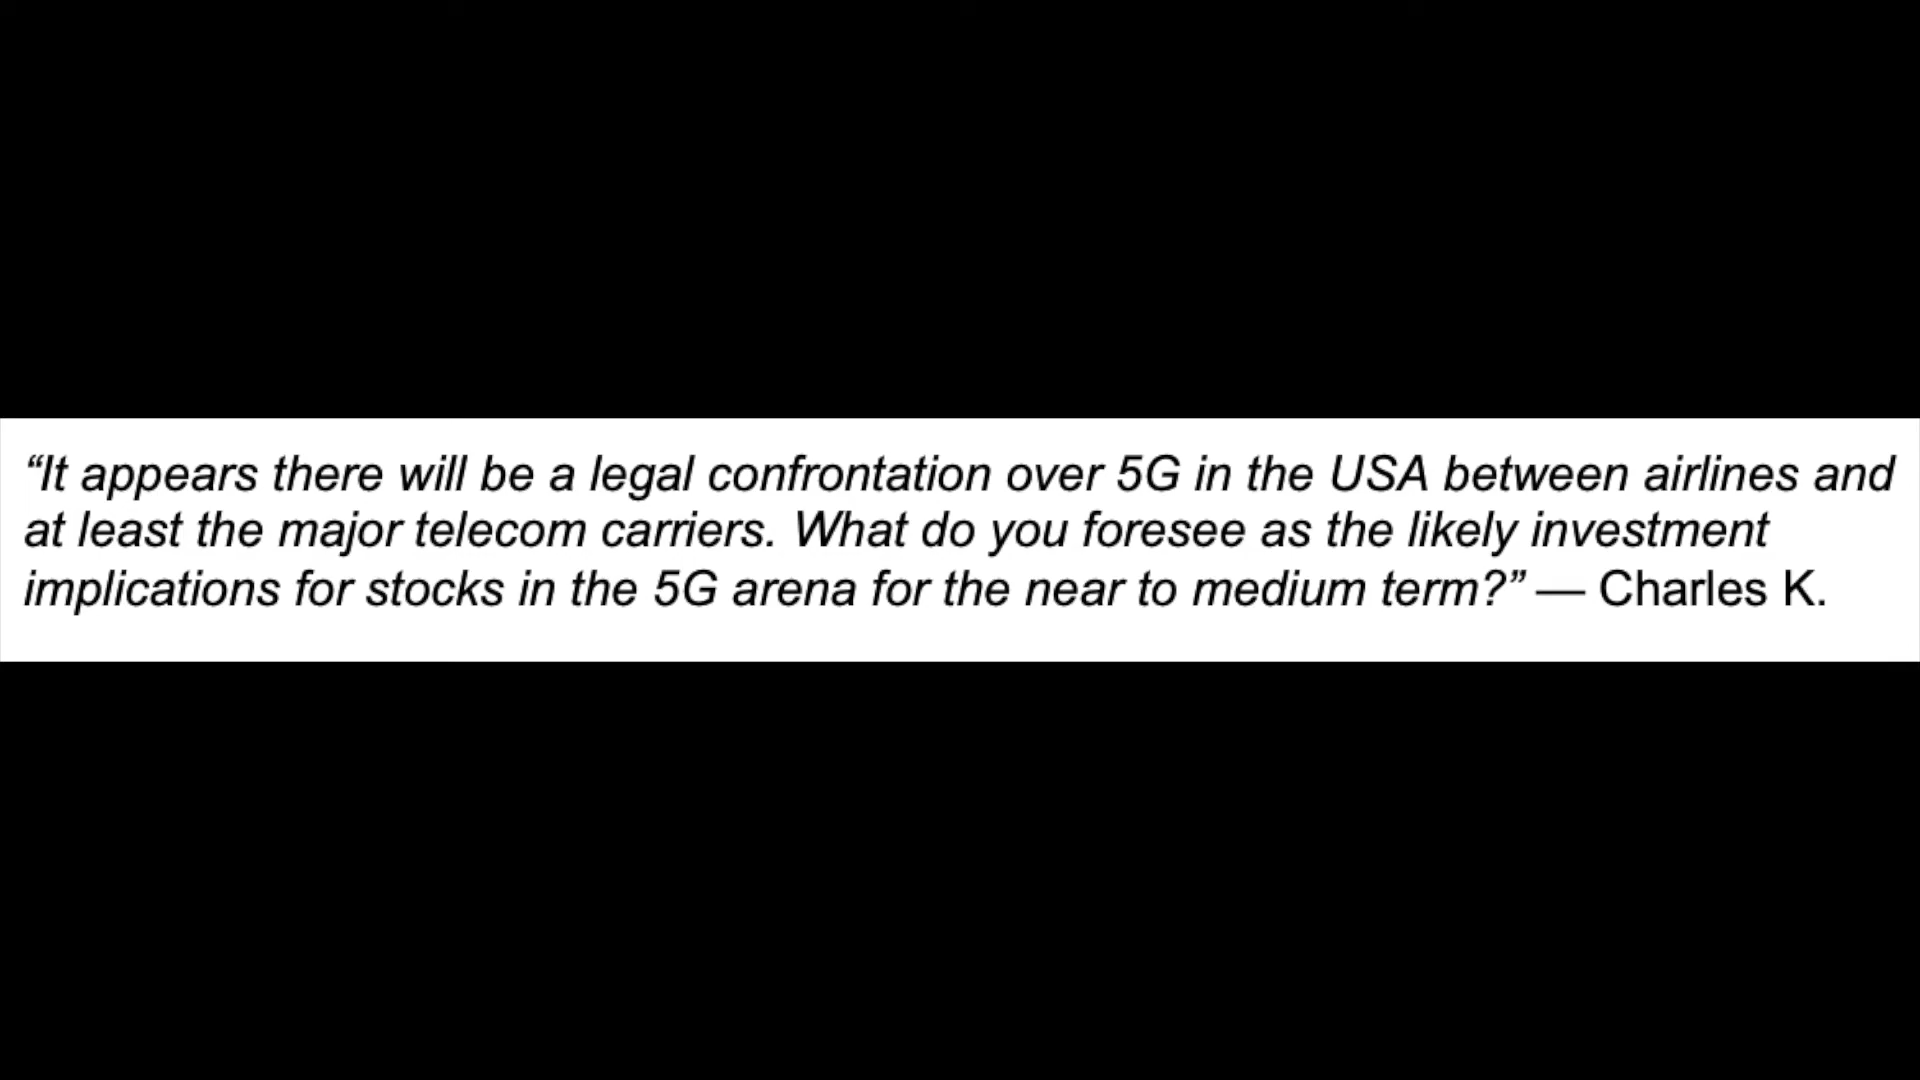 “It appears there will be a legal confrontation over 5G in the USA between airlines and
at least the major telecom carriers. What do you foresee as the likely investment
implications for stocks in the 5G arena for the near to medium term?” — Charles K.